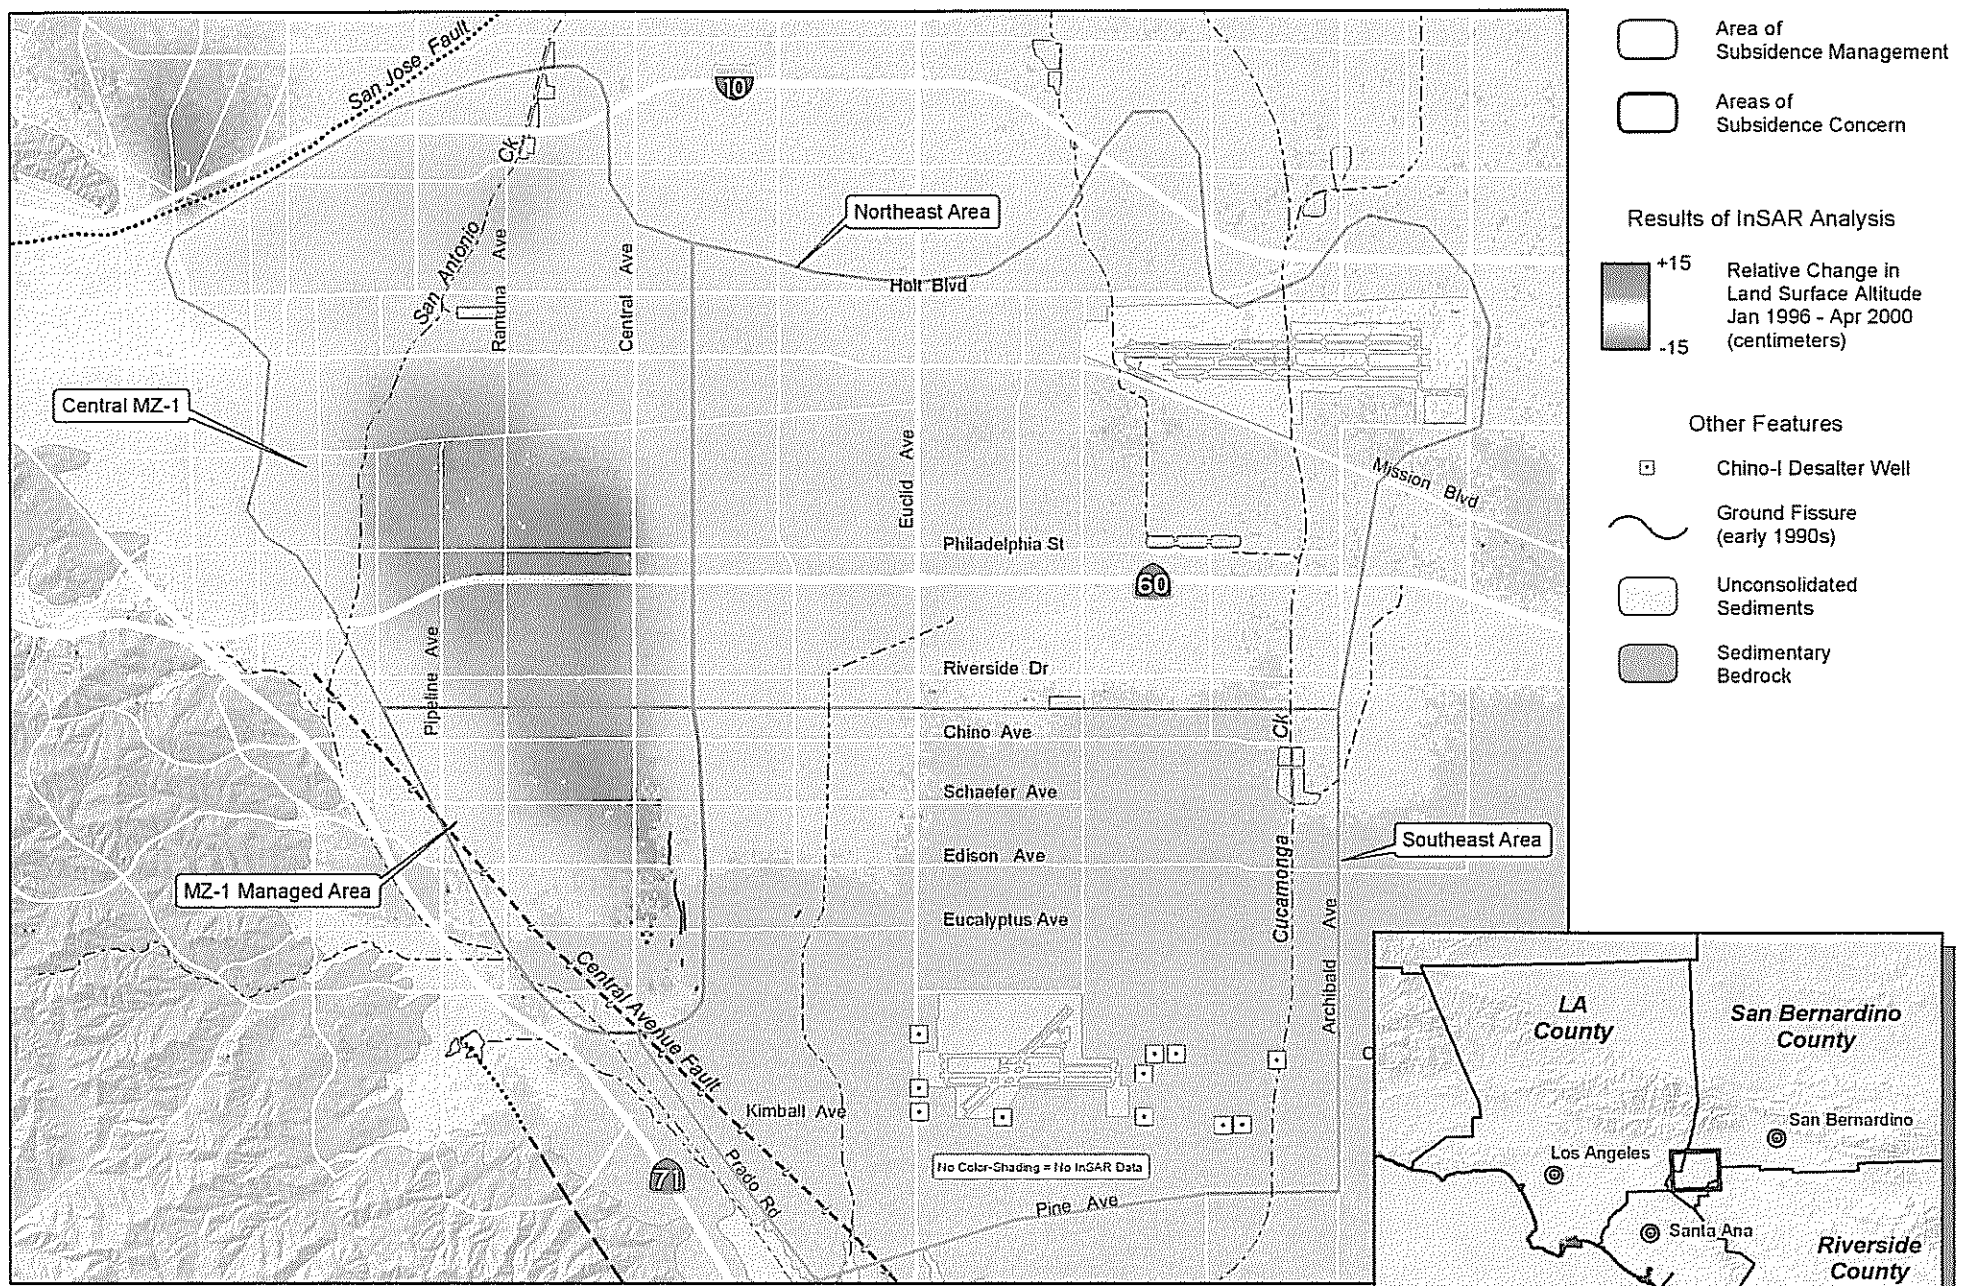 San Jose Fault
10
San Antonio
Ck
Ramona Ave
Central Ave
Northeast Area
Holt Blvd
Central MZ-1
Euclid Ave
Mission Blvd
Philadelphia St
60
Pipeline Ave
Riverside Dr
Chino Ave
Ck
Schaefer Ave
Southeast Area
Edison Ave
MZ-1 Managed Area
Cucamonga
Eucalyptus Ave
Archibald Ave
Central Avenue Fault
Kimball Ave
71
Prado Rd
No Color-Shading = No InSAR Data
Pine Ave
Area of
Subsidence Management
Areas of
Subsidence Concern
Results of InSAR Analysis
+15
-15
Relative Change in
Land Surface Altitude
Jan 1996 - Apr 2000
(centimeters)
Other Features
Chino-I Desalter Well
Ground Fissure
(early 1990s)
Unconsolidated
Sediments
Sedimentary
Bedrock
LA
County
San Bernardino
County
San Bernardino
Los Angeles
Santa Ana
Riverside
County